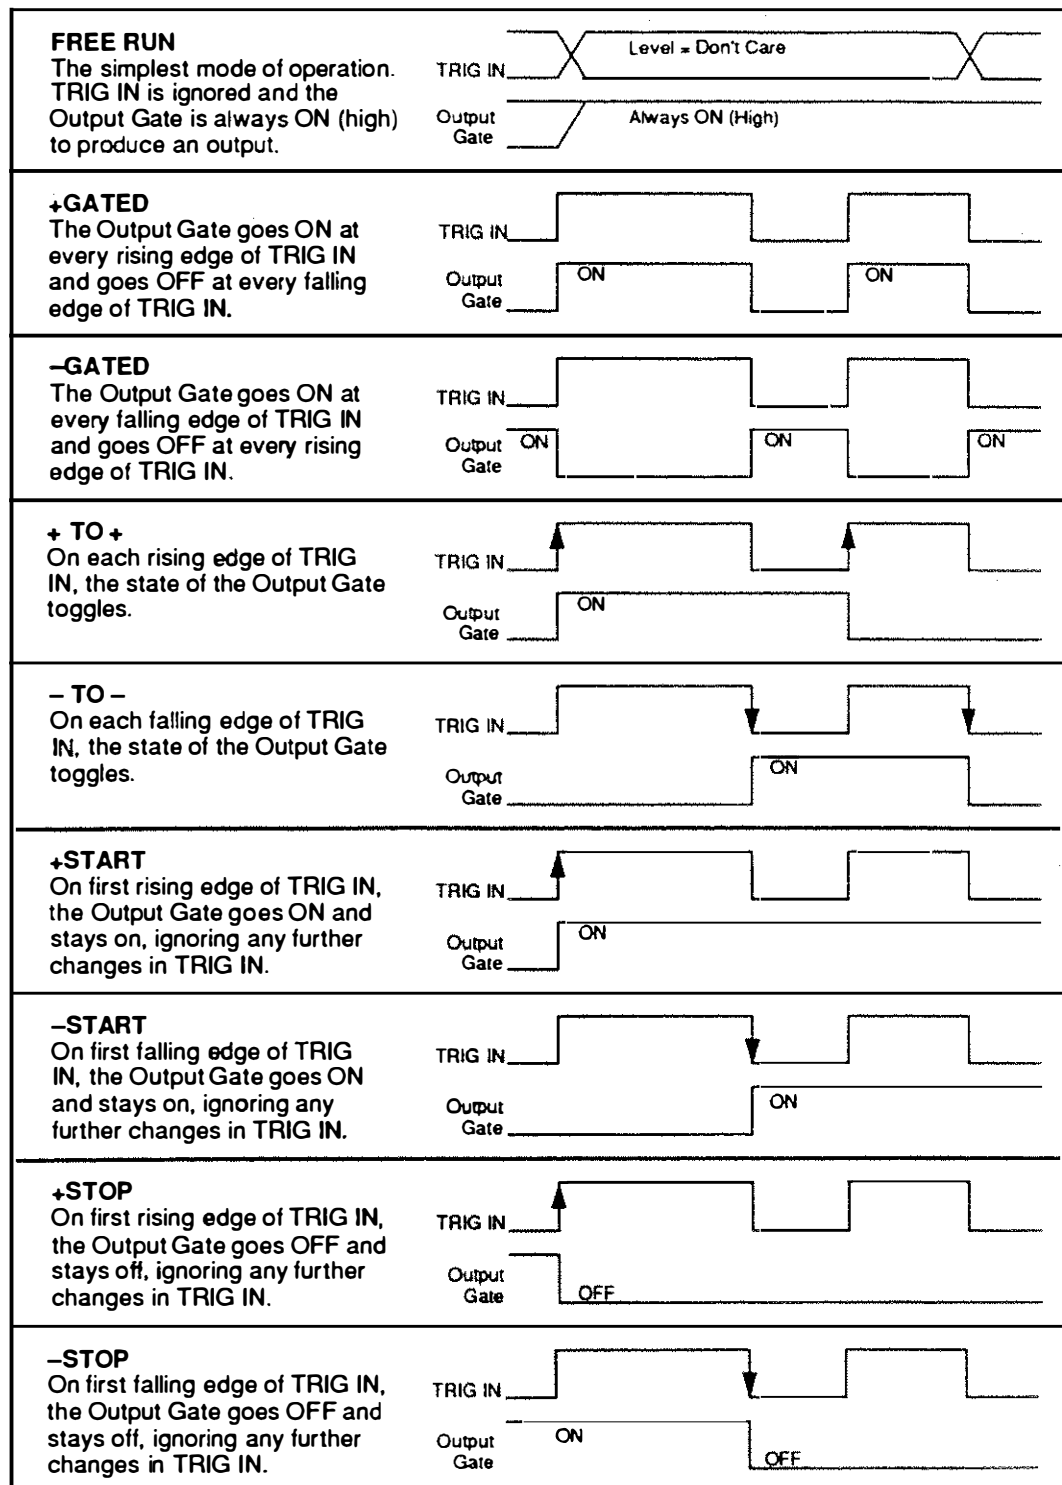 FREE RUN
The simplest mode of operation.
TRIG IN is ignored and the
Output Gate is always ON (high)
to produce an output.
TRIG IN
Level = Don't Care
Output
Gate
Always ON (High)
+GATED
The Output Gate goes ON at
every rising edge of TRIG IN
and goes OFF at every falling
edge of TRIG IN.
TRIG IN
Output
Gate
ON
ON
–GATED
The Output Gate goes ON at
every falling edge of TRIG IN
and goes OFF at every rising
edge of TRIG IN.
TRIG IN
Output
Gate
ON
ON
ON
+ TO +
On each rising edge of TRIG
IN, the state of the Output Gate
toggles.
TRIG IN
Output
Gate
ON
– TO –
On each falling edge of TRIG
IN, the state of the Output Gate
toggles.
TRIG IN
Output
Gate
ON
+START
On first rising edge of TRIG IN,
the Output Gate goes ON and
stays on, ignoring any further
changes in TRIG IN.
TRIG IN
Output
Gate
ON
–START
On first falling edge of TRIG
IN, the Output Gate goes ON
and stays on, ignoring any
further changes in TRIG IN.
TRIG IN
Output
Gate
ON
+STOP
On first rising edge of TRIG IN,
the Output Gate goes OFF and
stays off, ignoring any further
changes in TRIG IN.
TRIG IN
Output
Gate
OFF
–STOP
On first falling edge of TRIG IN,
the Output Gate goes OFF and
stays off, ignoring any further
changes in TRIG IN.
TRIG IN
Output
Gate
ON
OFF